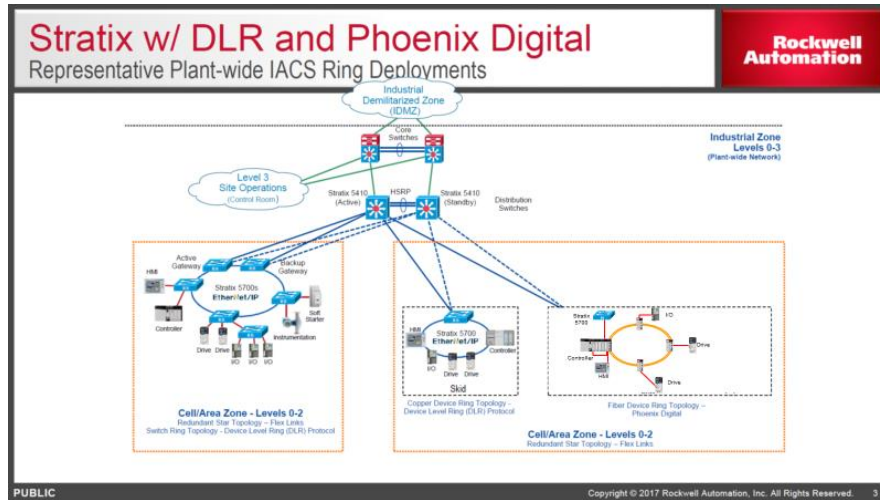 Stratix w/ DLR and Phoenix Digital
Representative Plant-wide IACS Ring Deployments
Rockwell
Automation
Industrial
Demilitarized Zone
(IDMZ)
Core
Switches
Industrial Zone
Levels 0-3
(Plant-wide Network)
Level 3
Site Operations
(Control Room)
Stratix 5410
(Active)
HSRP
Stratix 5410
(Standby)
Distribution
Switches
Active
Gateway
Backup
Gateway
HMI
Stratix 5700s
EtherNet/IP
Soft
Starter
Controller
Instrumentation
Drive
Drive
I/O
I/O
I/O
Cell/Area Zone - Levels 0-2
Redundant Star Topology – Flex Links
Switch Ring Topology - Device Level Ring (DLR) Protocol
HMI
Stratix 5700
EtherNet/IP
Controller
I/O
Drive
Drive
Skid
Copper Device Ring Topology -
Device Level Ring (DLR) Protocol
Stratix
5700
I/O
Controller
HMI
Drive
Drive
Fiber Device Ring Topology –
Phoenix Digital
Cell/Area Zone - Levels 0-2
Redundant Star Topology – Flex Links
PUBLIC
Copyright © 2017 Rockwell Automation, Inc. All Rights Reserved. 3